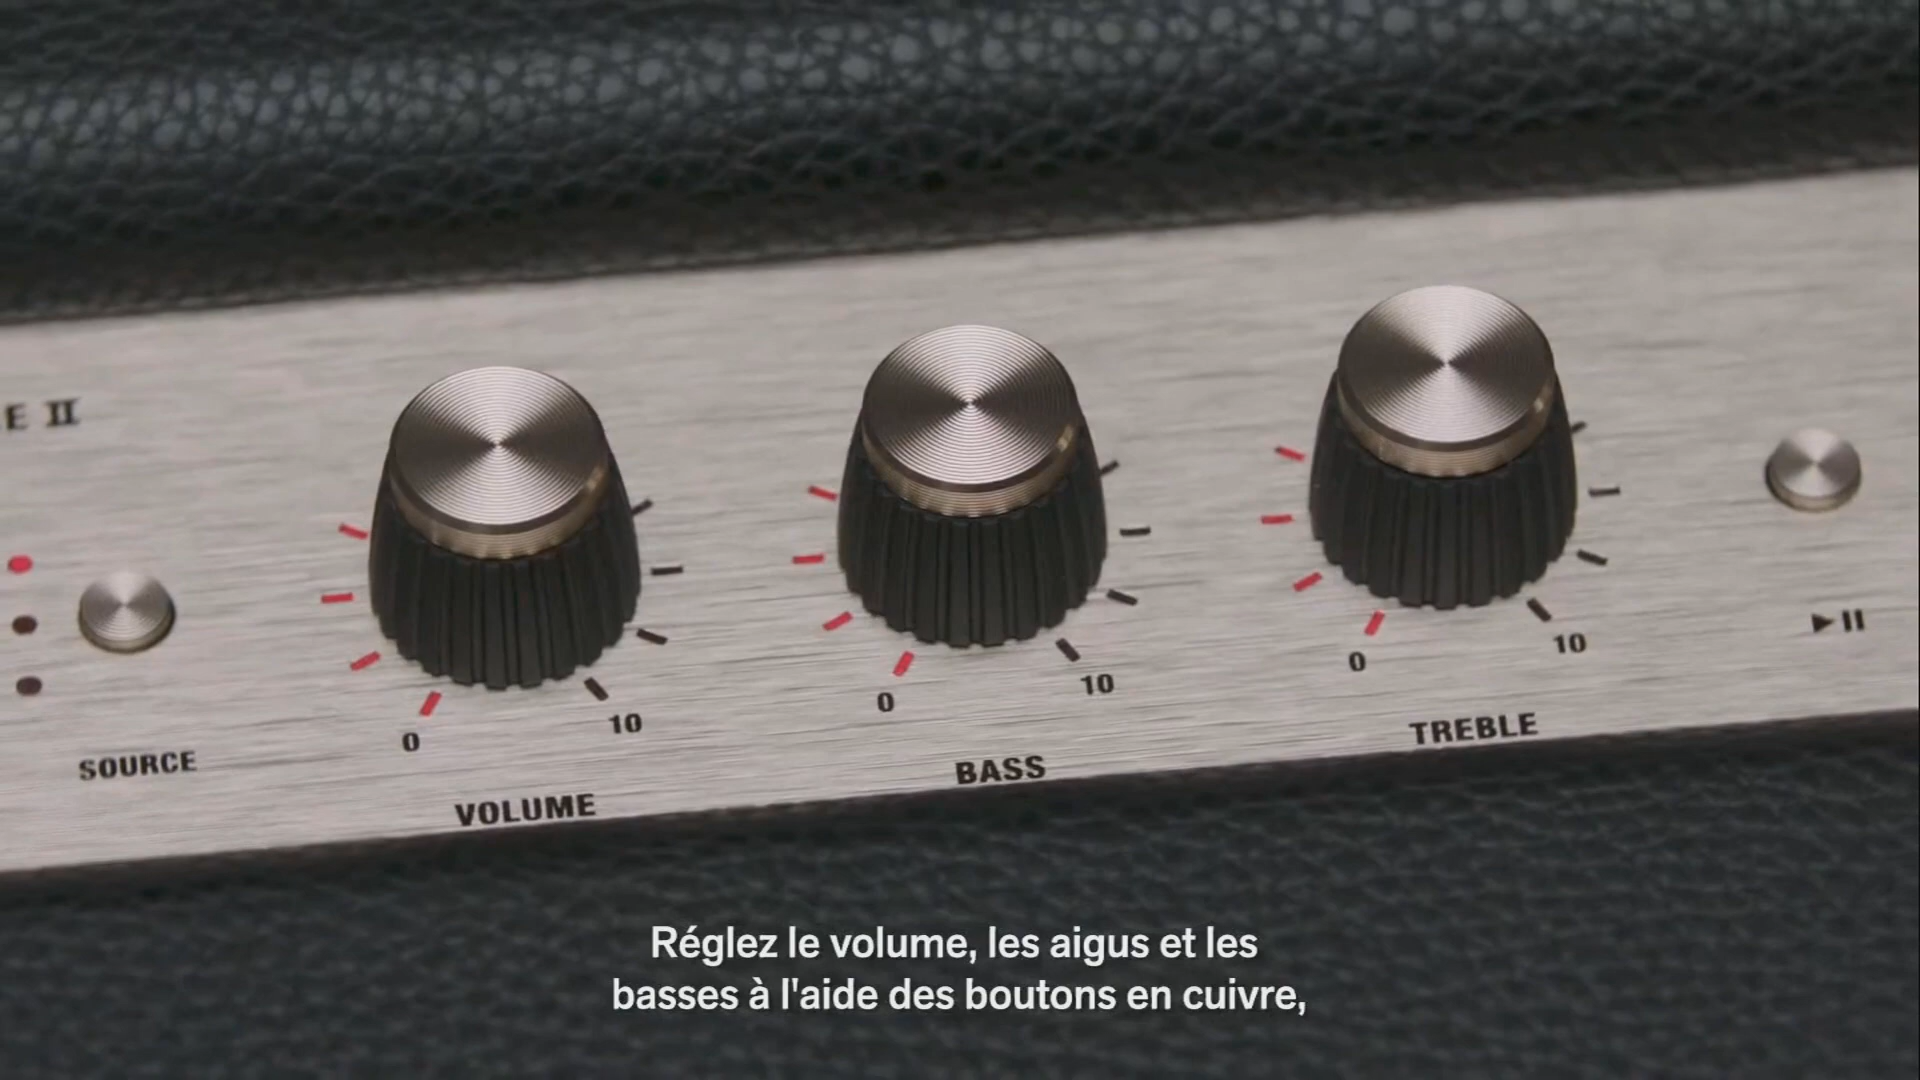 E II
SOURCE
0
10
VOLUME
0
10
BASS
0
10
TREBLE
Réglez le volume, les aigus et les
basses à l'aide des boutons en cuivre,